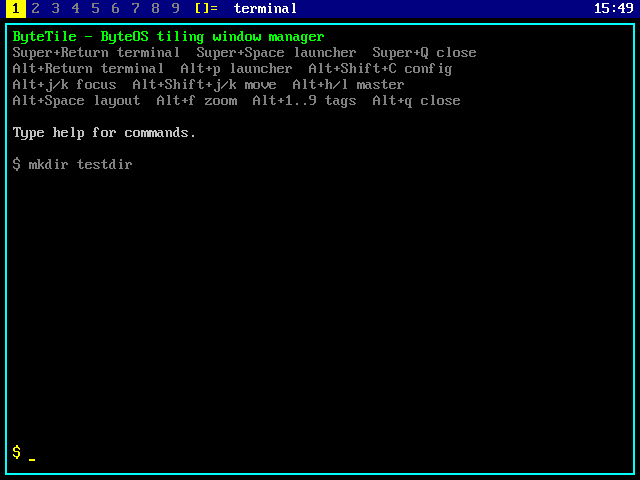 1 2 3 4 5 6 7 8 9 []= terminal 15:49
ByteTile - ByteOS tiling window manager
Super+Return terminal  Super+Space launcher  Super+Q close
Alt+Return terminal  Alt+p launcher  Alt+Shift+C config
Alt+j/k focus  Alt+Shift+j/k move  Alt+h/l master
Alt+Space layout  Alt+f zoom  Alt+1..9 tags  Alt+q close
Type help for commands.
$ mkdir testdir
$ _